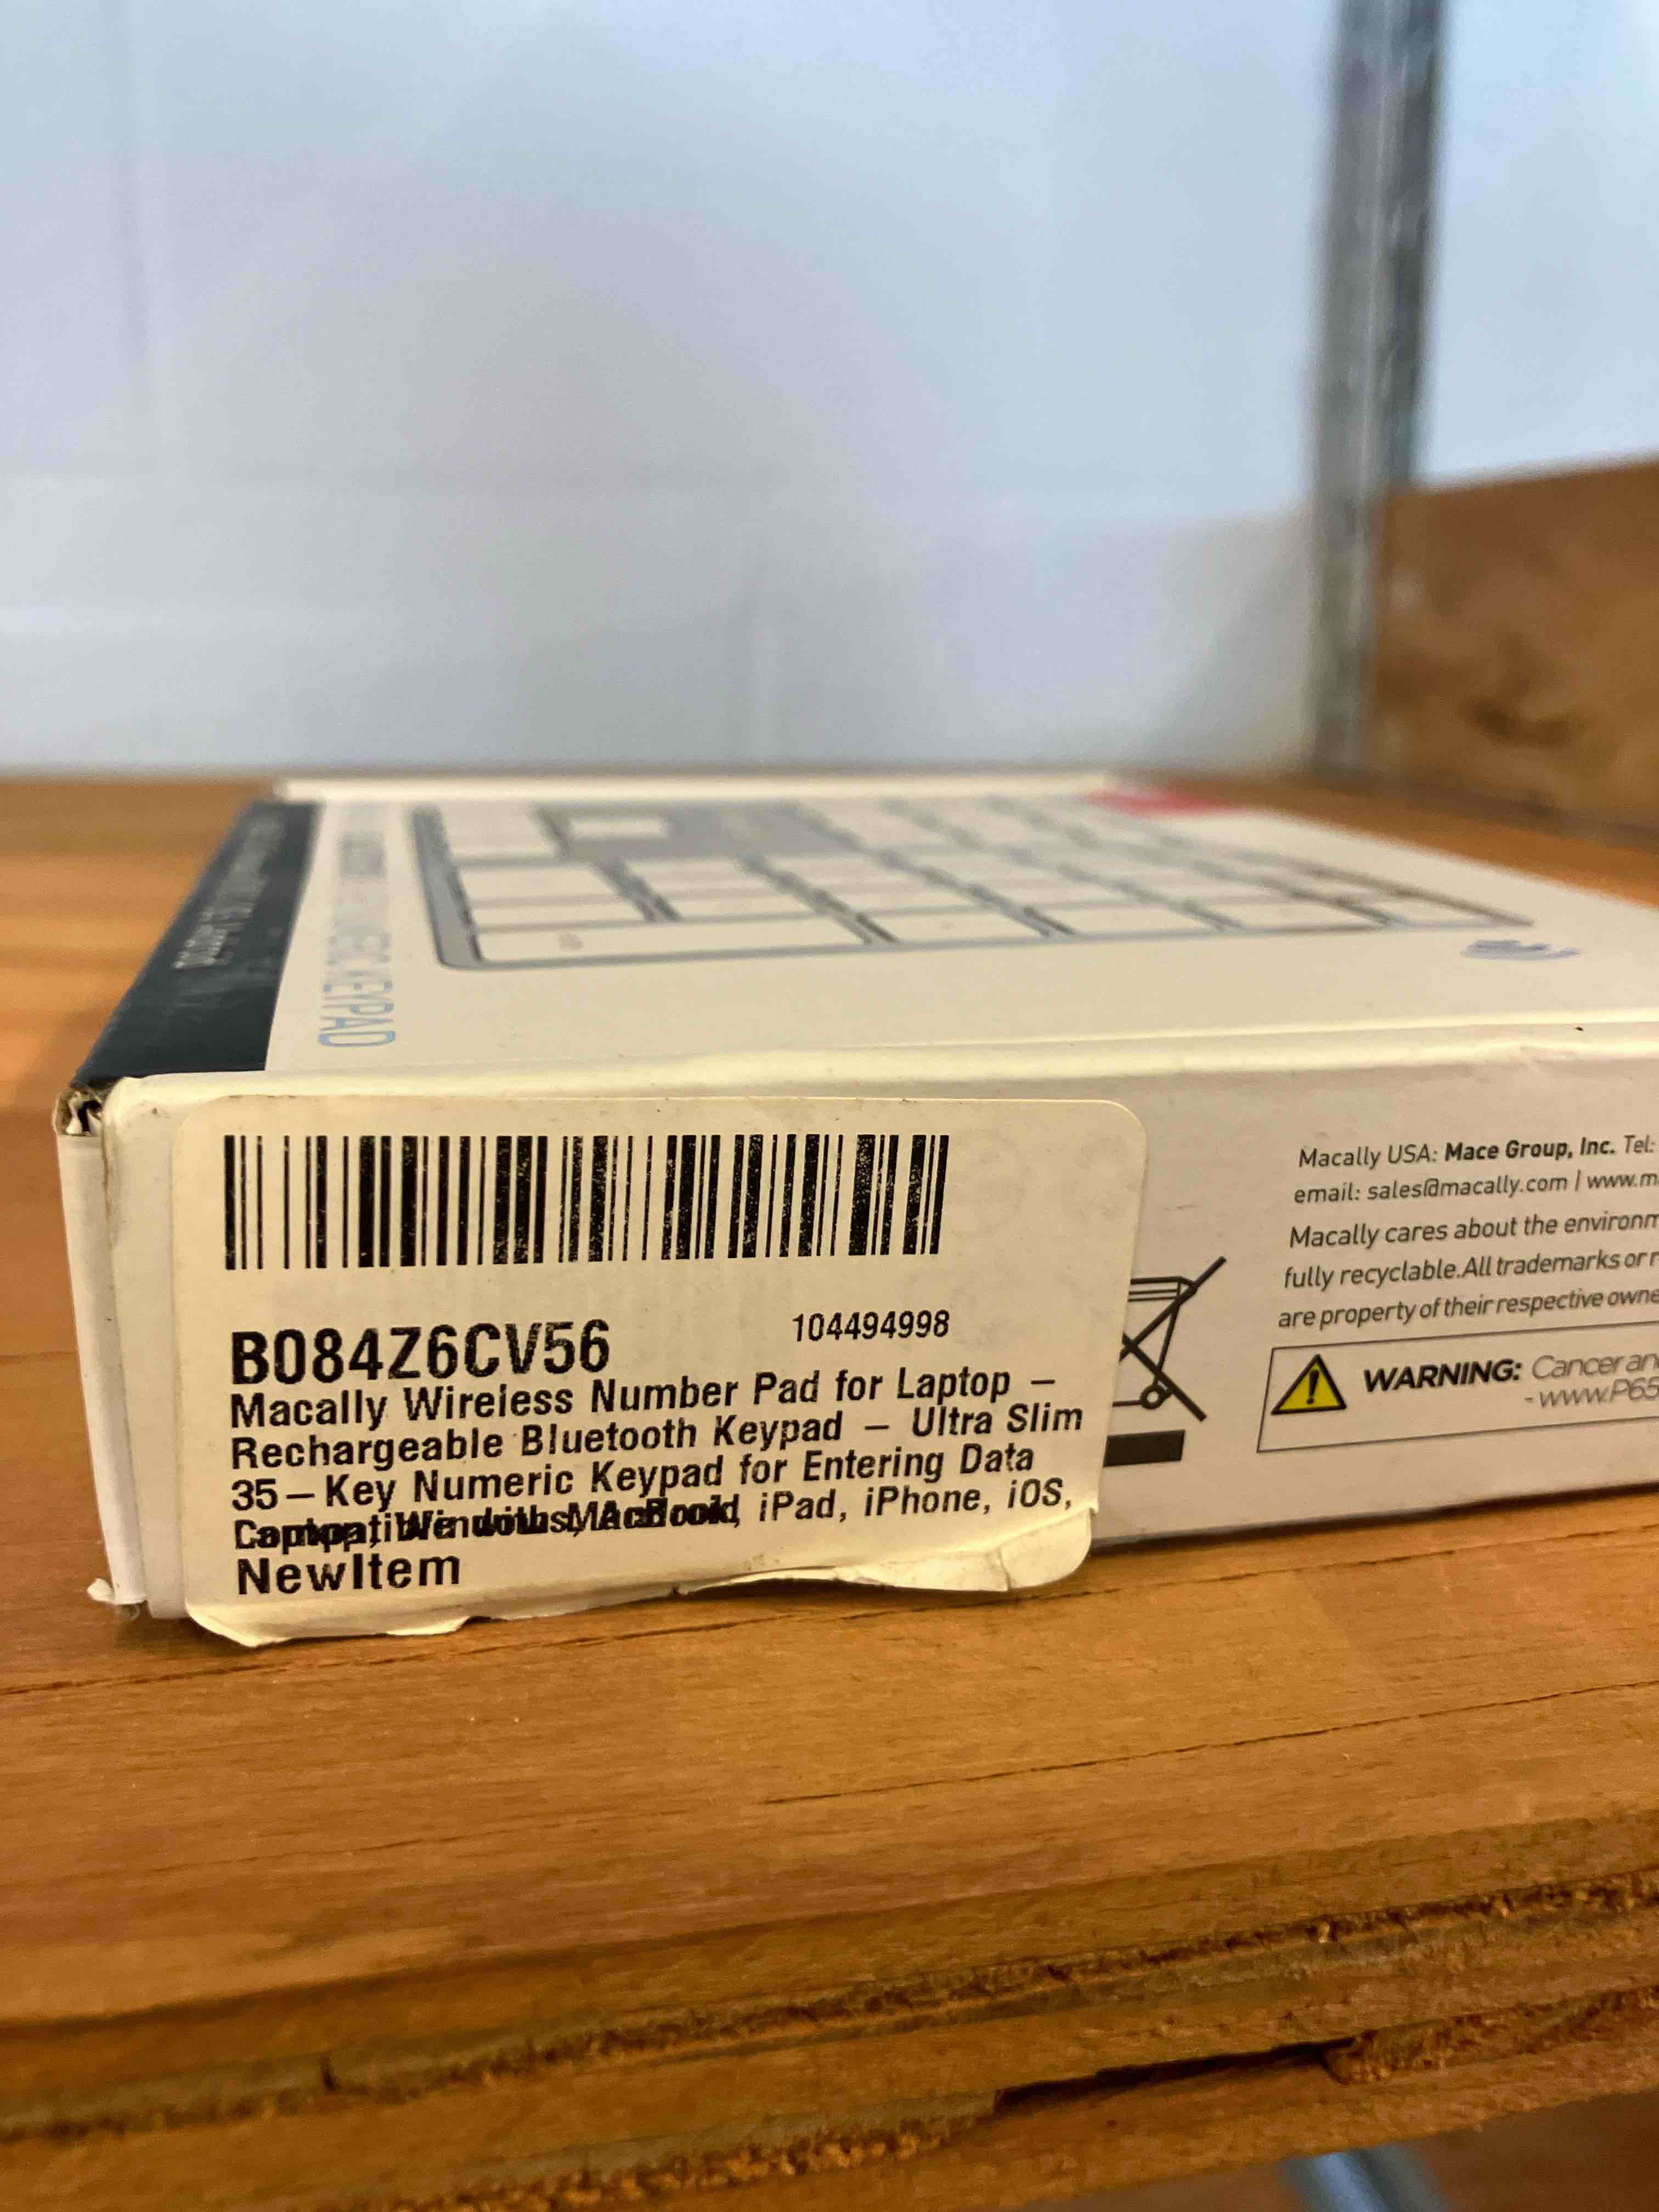 KEYPAD
B084Z6CV56
104494998
Macally Wireless Number Pad for Laptop –
Rechargeable Bluetooth Keypad – Ultra Slim
35–Key Numeric Keypad for Entering Data
iPad, iPhone, iOS,
NewItem
Macally USA: Mace Group, Inc. Tel:
email: sales@macally.com | www.m
Macally cares about the environm
fully recyclable.All trademarks or r
are property of their respective owne
WARNING: Cancer an
-www.P65